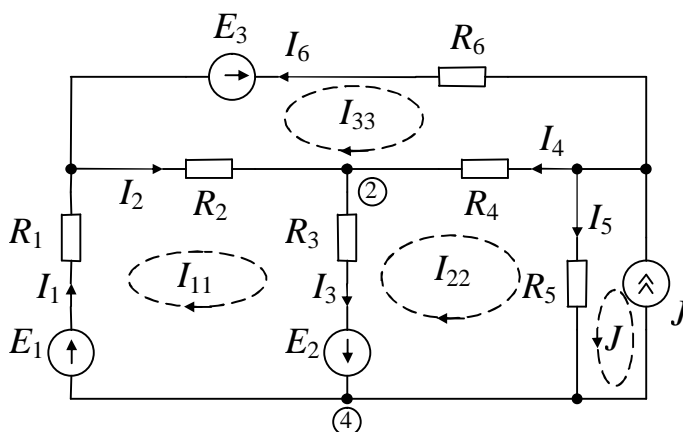 E₃ I₆ R₆
I₃₃
I₄
I₂ R₂ ② R₄
R₁ R₃ I₅
I₁₁ I₂₂
I₁ I₃ R₅ J
E₁ E₂ J
④